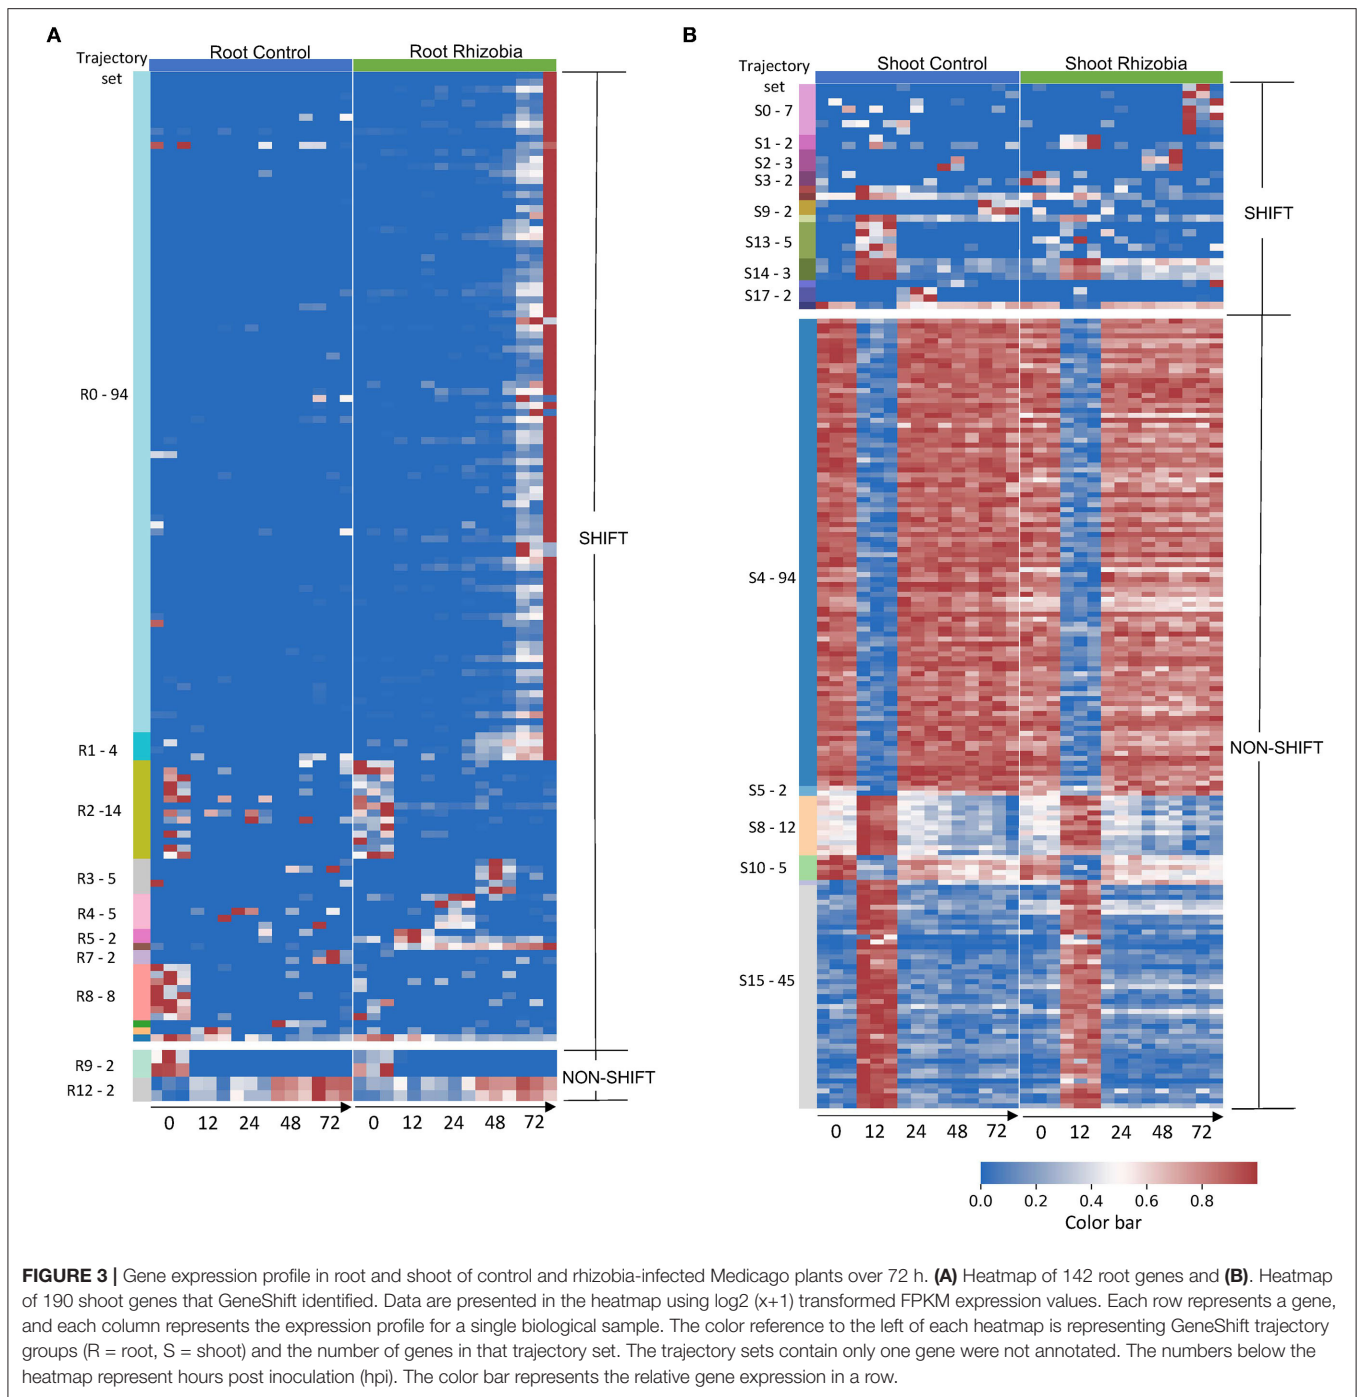 A
Trajectory
set
Root Control
Root Rhizobia
R0 - 94
R1 - 4
R2 -14
R3 - 5
R4 - 5
R5 - 2
R7 - 2
R8 - 8
R9 - 2
R12 - 2
SHIFT
NON-SHIFT
0 12 24 48 72 0 12 24 48 72
B
Trajectory
set
Shoot Control
Shoot Rhizobia
S0 - 7
S1 - 2
S2 - 3
S3 - 2
S9 - 2
S13 - 5
S14 - 3
S17 - 2
S4 - 94
S5 - 2
S8 - 12
S10 - 5
S15 - 45
SHIFT
NON-SHIFT
0 12 24 48 72 0 12 24 48 72
0.0 0.2 0.4 0.6 0.8
Color bar
FIGURE 3 | Gene expression profile in root and shoot of control and rhizobia-infected Medicago plants over 72 h. (A) Heatmap of 142 root genes and (B). Heatmap
of 190 shoot genes that GeneShift identified. Data are presented in the heatmap using log2 (x+1) transformed FPKM expression values. Each row represents a gene,
and each column represents the expression profile for a single biological sample. The color reference to the left of each heatmap is representing GeneShift trajectory
groups (R = root, S = shoot) and the number of genes in that trajectory set. The trajectory sets contain only one gene were not annotated. The numbers below the
heatmap represent hours post inoculation (hpi). The color bar represents the relative gene expression in a row.